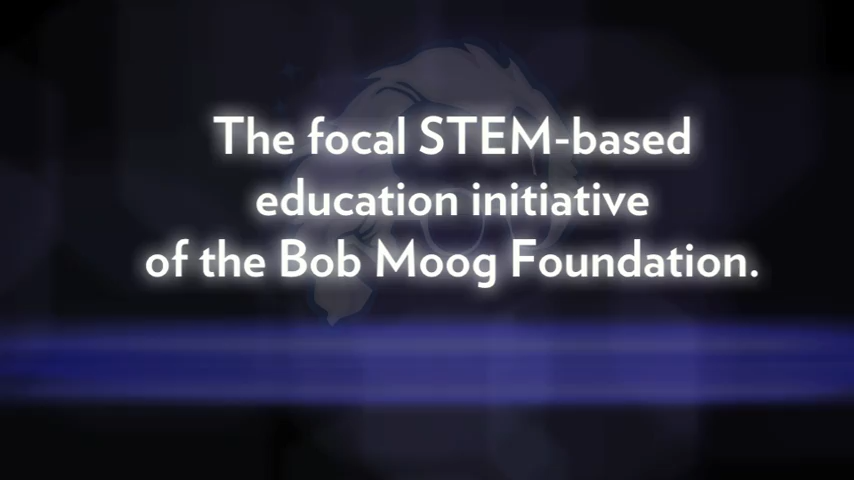 The focal STEM-based
education initiative
of the Bob Moog Foundation.